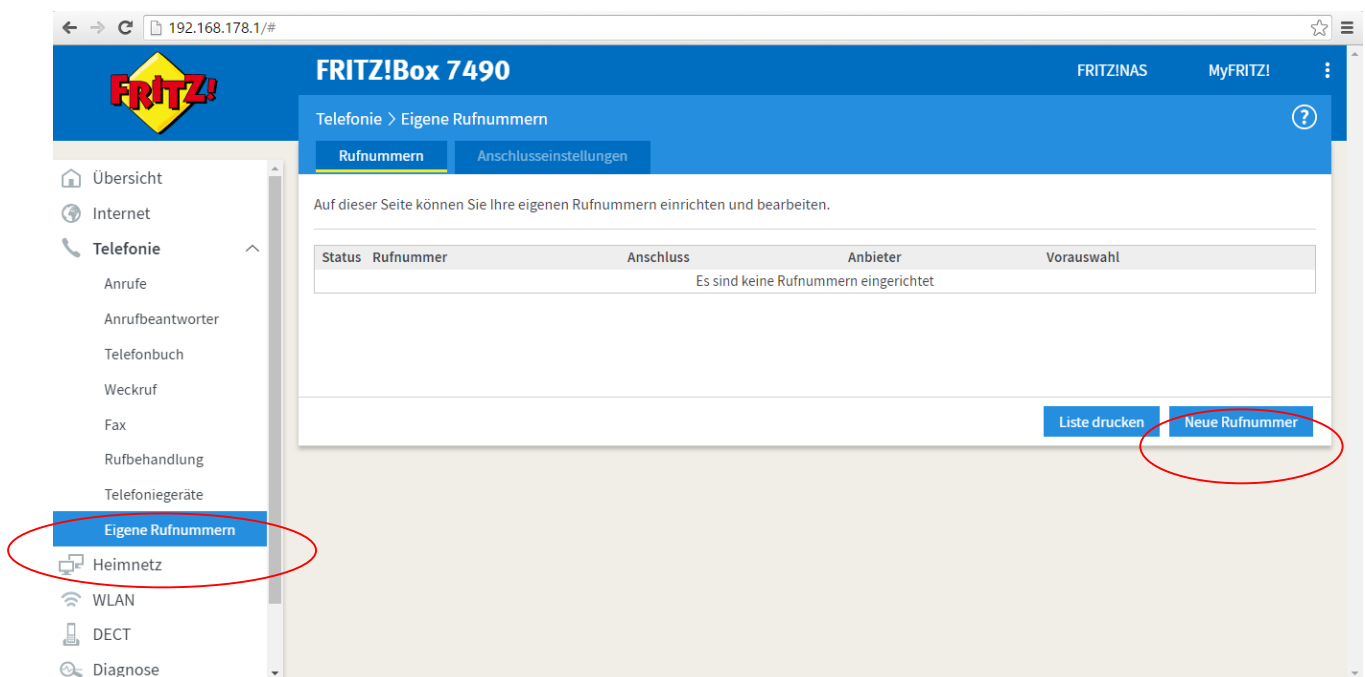 192.168.178.1/#
FRITZ!
FRITZ!Box 7490
FRITZ!NAS
MyFRITZ!
Telefonie > Eigene Rufnummern
?
Rufnummern
Anschlusseinstellungen
Übersicht
Internet
Telefonie
Anrufe
Anrufbeantworter
Telefonbuch
Weckruf
Fax
Rufbehandlung
Telefoniegeräte
Eigene Rufnummern
Heimnetz
WLAN
DECT
Diagnose
Auf dieser Seite können Sie Ihre eigenen Rufnummern einrichten und bearbeiten.
Status Rufnummer Anschluss Anbieter Vorauswahl
Es sind keine Rufnummern eingerichtet
Liste drucken
Neue Rufnummer